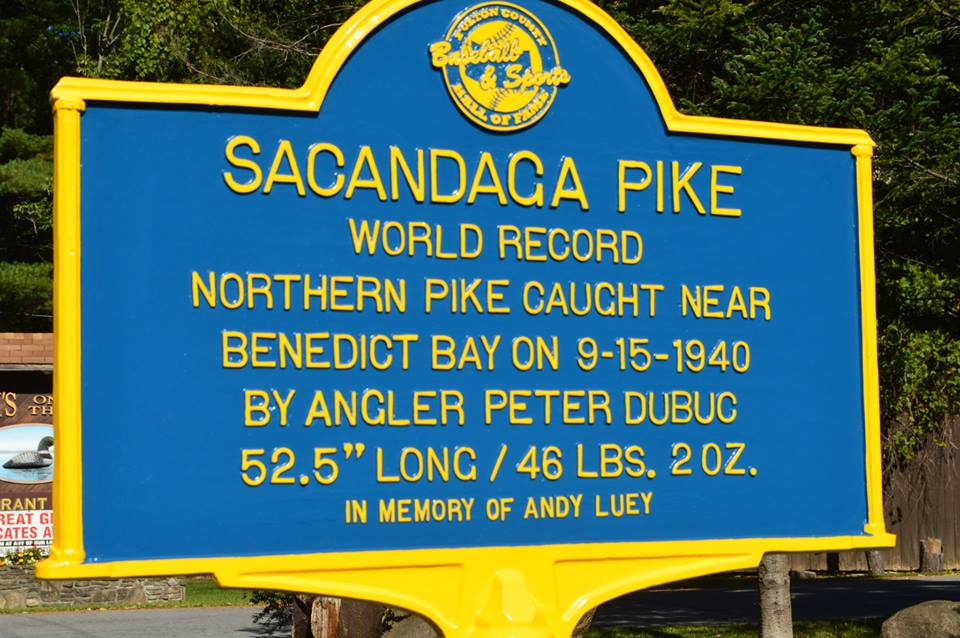 FULTON COUNTY
Baseball
& Sports
HALL OF FAME
SACANDAGA PIKE
WORLD RECORD
NORTHERN PIKE CAUGHT NEAR
BENEDICT BAY ON 9-15-1940
BY ANGLER PETER DUBUC
52.5" LONG / 46 LBS. 2 OZ.
IN MEMORY OF ANDY LUEY
'S ON
TH
RANT
REAT G
CATES A